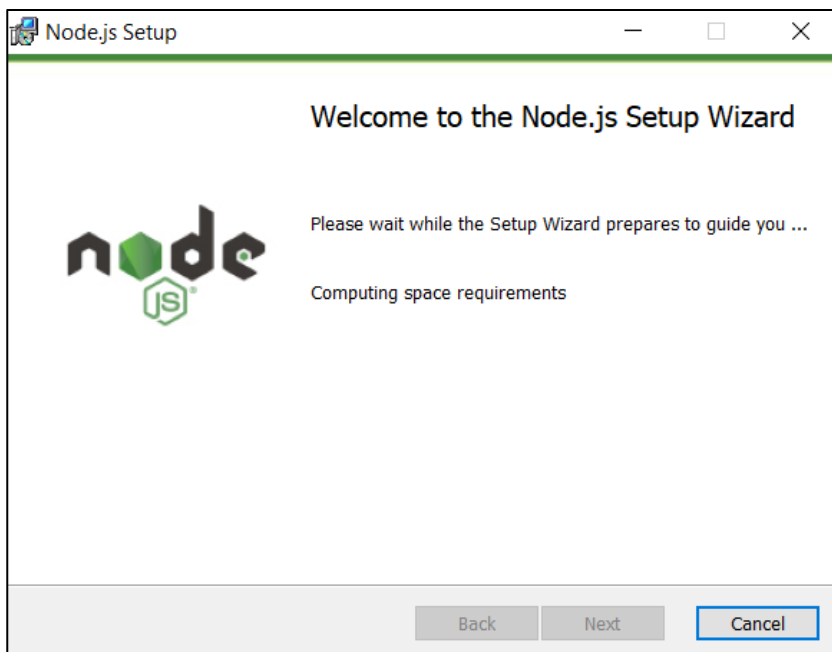 Node.js Setup
Welcome to the Node.js Setup Wizard
Please wait while the Setup Wizard prepares to guide you ...
node
JS®
Computing space requirements
Back Next Cancel